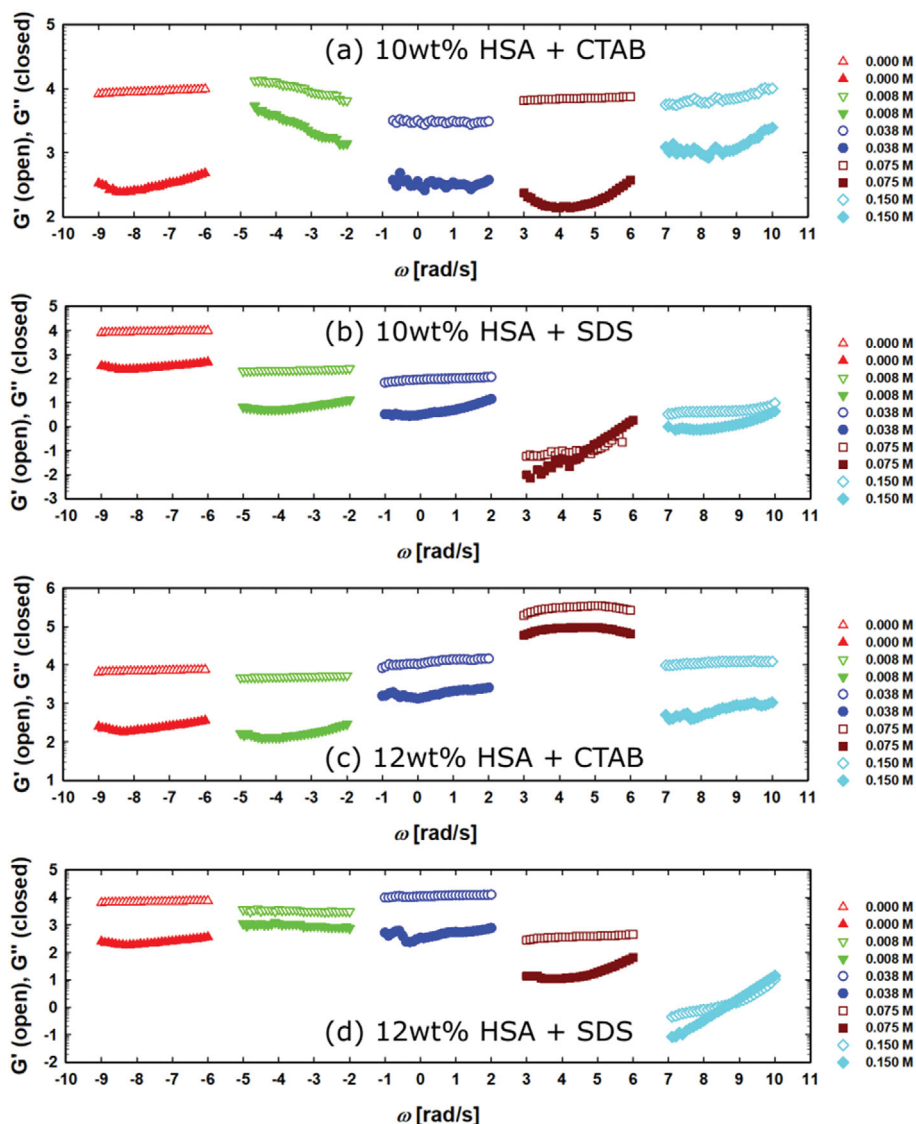 (a) 10wt% HSA + CTAB
G' (open), G'' (closed)
5
4
3
2
-10 -9 -8 -7 -6 -5 -4 -3 -2 -1 0 1 2 3 4 5 6 7 8 9 10 11
ω [rad/s]
0.000 M
0.000 M
0.008 M
0.008 M
0.038 M
0.038 M
0.075 M
0.075 M
0.150 M
0.150 M
(b) 10wt% HSA + SDS
G' (open), G'' (closed)
5
4
3
2
1
0
-1
-2
-3
-10 -9 -8 -7 -6 -5 -4 -3 -2 -1 0 1 2 3 4 5 6 7 8 9 10 11
ω [rad/s]
0.000 M
0.000 M
0.008 M
0.008 M
0.038 M
0.038 M
0.075 M
0.075 M
0.150 M
0.150 M
(c) 12wt% HSA + CTAB
G' (open), G'' (closed)
6
5
4
3
2
1
-10 -9 -8 -7 -6 -5 -4 -3 -2 -1 0 1 2 3 4 5 6 7 8 9 10 11
ω [rad/s]
0.000 M
0.000 M
0.008 M
0.008 M
0.038 M
0.038 M
0.075 M
0.075 M
0.150 M
0.150 M
(d) 12wt% HSA + SDS
G' (open), G'' (closed)
5
4
3
2
1
0
-1
-2
-10 -9 -8 -7 -6 -5 -4 -3 -2 -1 0 1 2 3 4 5 6 7 8 9 10 11
ω [rad/s]
0.000 M
0.000 M
0.008 M
0.008 M
0.038 M
0.038 M
0.075 M
0.075 M
0.150 M
0.150 M